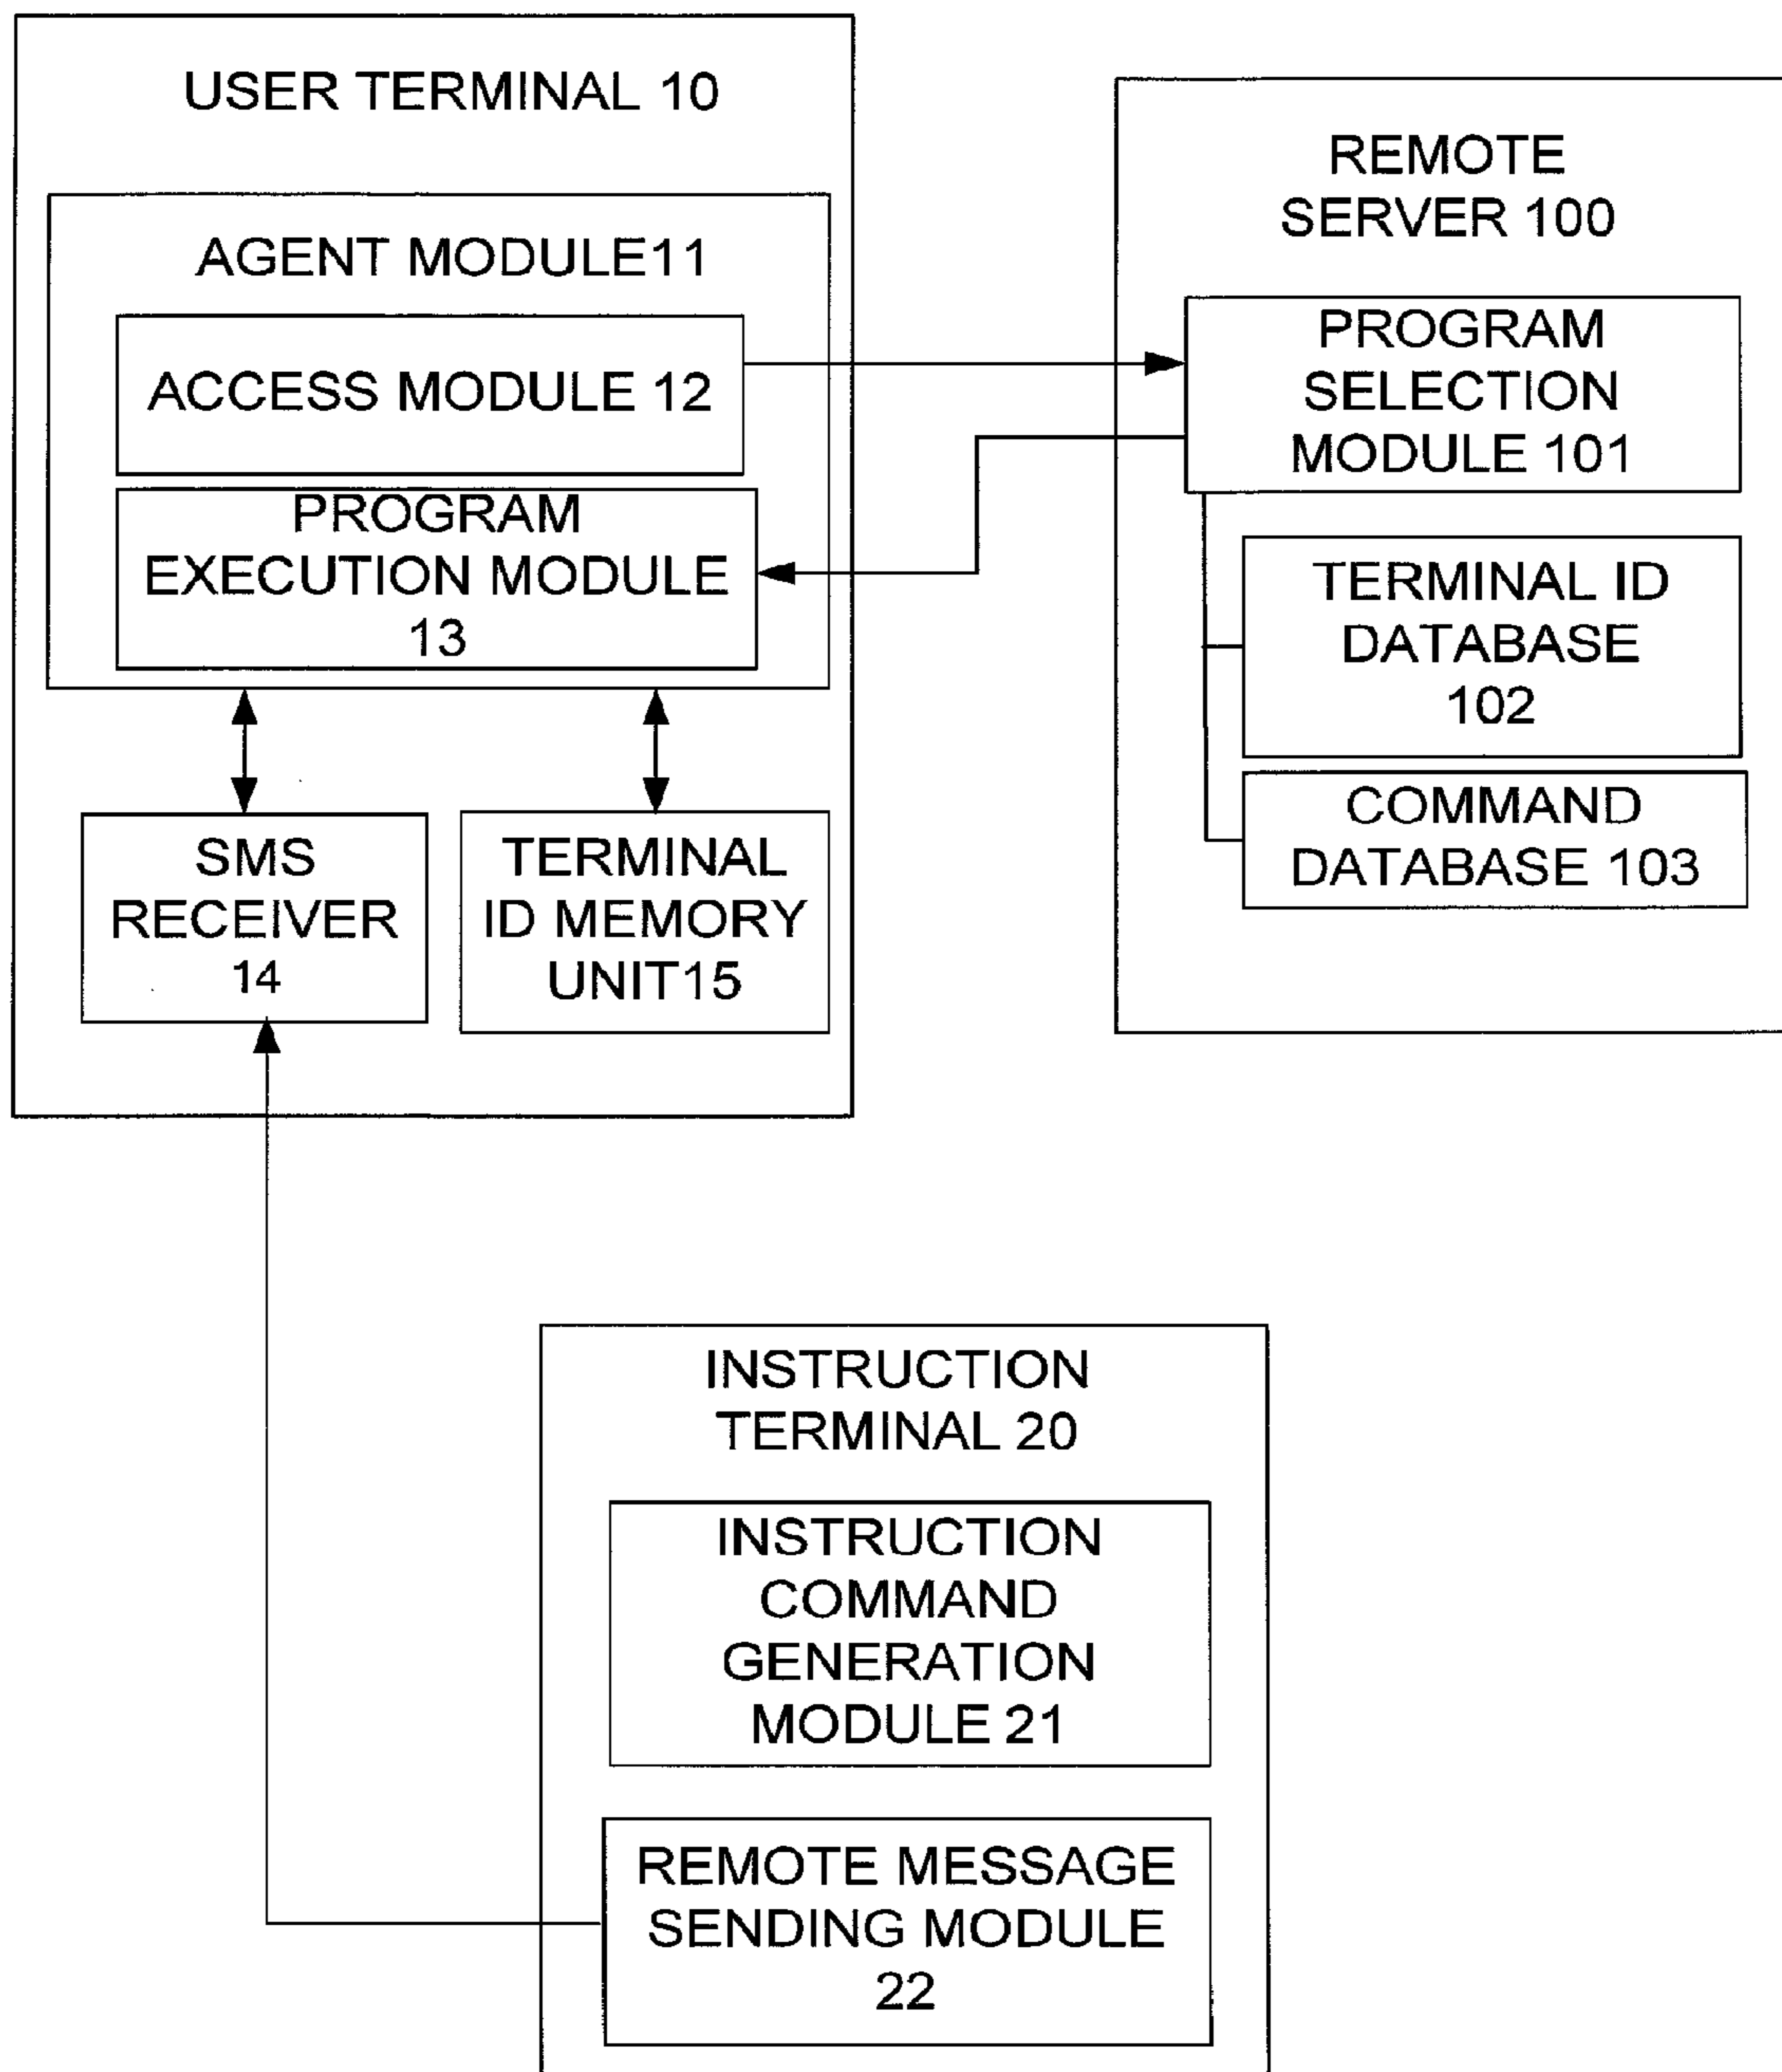 USER TERMINAL 10
AGENT MODULE11
ACCESS MODULE 12
PROGRAM
EXECUTION MODULE
13
SMS
RECEIVER
14
TERMINAL
ID MEMORY
UNIT15
REMOTE
SERVER 100
PROGRAM
SELECTION
MODULE 101
TERMINAL ID
DATABASE
102
COMMAND
DATABASE 103
INSTRUCTION
TERMINAL 20
INSTRUCTION
COMMAND
GENERATION
MODULE 21
REMOTE MESSAGE
SENDING MODULE
22